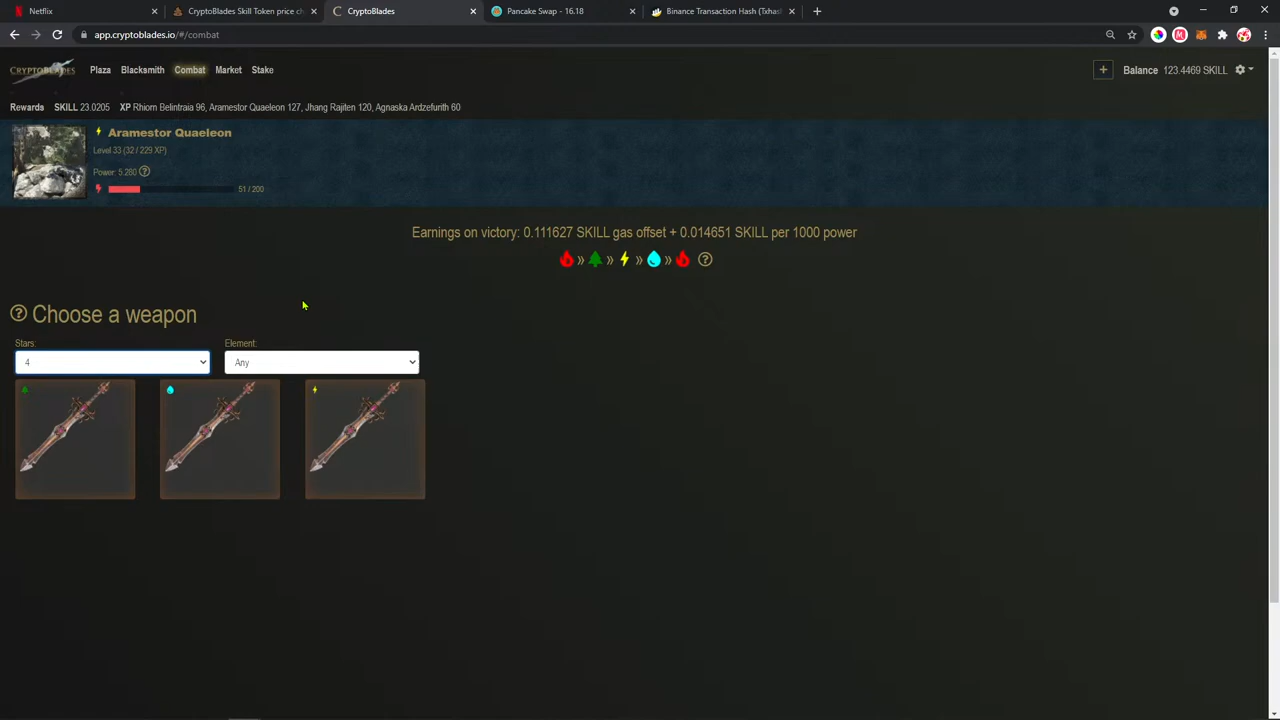 Netflix
CryptoBlades Skill Token price ch
CryptoBlades
Pancake Swap - 16.18
Binance Transaction Hash (Txhas
app.cryptoblades.io/#/combat
CRYPTOBLADES
Plaza Blacksmith Combat Market Stake
Balance 123.4469 SKILL
Rewards SKILL 23.0205 XP Rhiom Belintraia 96, Aramestor Quaeleon 127, Jhang Rajiten 120, Agnaska Ardzefurith 60
Aramestor Quaeleon
Level 33 (32 / 229 XP)
Power: 5.280
51 / 200
Earnings on victory: 0.111627 SKILL gas offset + 0.014651 SKILL per 1000 power
Choose a weapon
Stars: Element:
4 Any